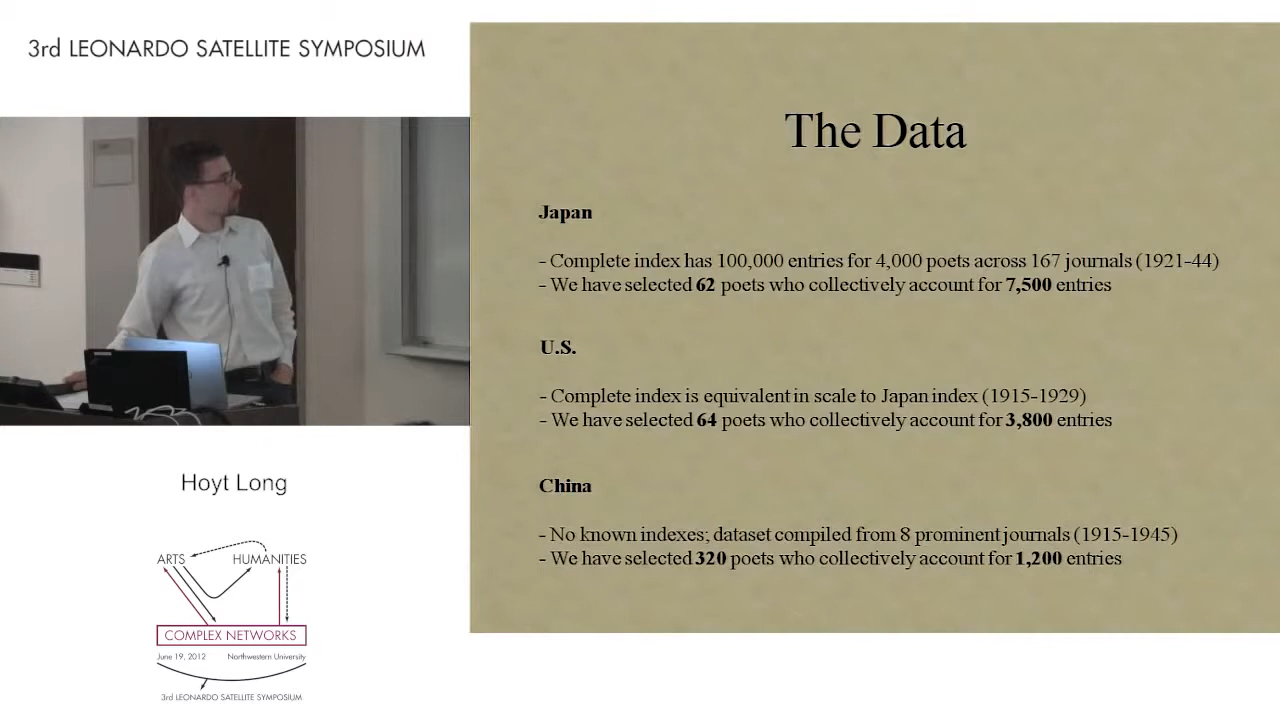 3rd LEONARDO SATELLITE SYMPOSIUM
The Data
Japan
- Complete index has 100,000 entries for 4,000 poets across 167 journals (1921-44)
- We have selected 62 poets who collectively account for 7,500 entries
U.S.
- Complete index is equivalent in scale to Japan index (1915-1929)
- We have selected 64 poets who collectively account for 3,800 entries
China
- No known indexes; dataset compiled from 8 prominent journals (1915-1945)
- We have selected 320 poets who collectively account for 1,200 entries
Hoyt Long
ARTS HUMANITIES
COMPLEX NETWORKS
June 19, 2012 Northwestern University
3rd LEONARDO SATELLITE SYMPOSIUM